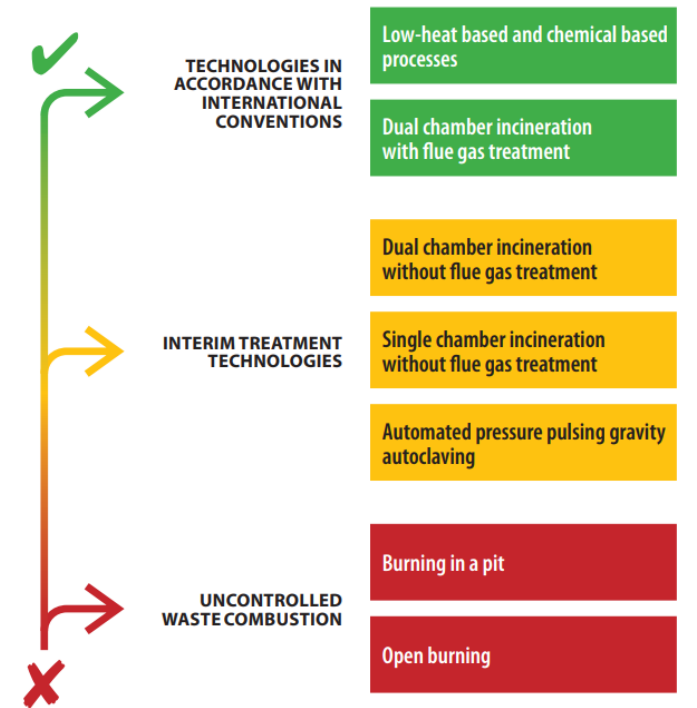 TECHNOLOGIES IN
ACCORDANCE WITH
INTERNATIONAL
CONVENTIONS
Low-heat based and chemical based
processes
Dual chamber incineration
with flue gas treatment
INTERIM TREATMENT
TECHNOLOGIES
Dual chamber incineration
without flue gas treatment
Single chamber incineration
without flue gas treatment
Automated pressure pulsing gravity
autoclaving
UNCONTROLLED
WASTE COMBUSTION
Burning in a pit
Open burning